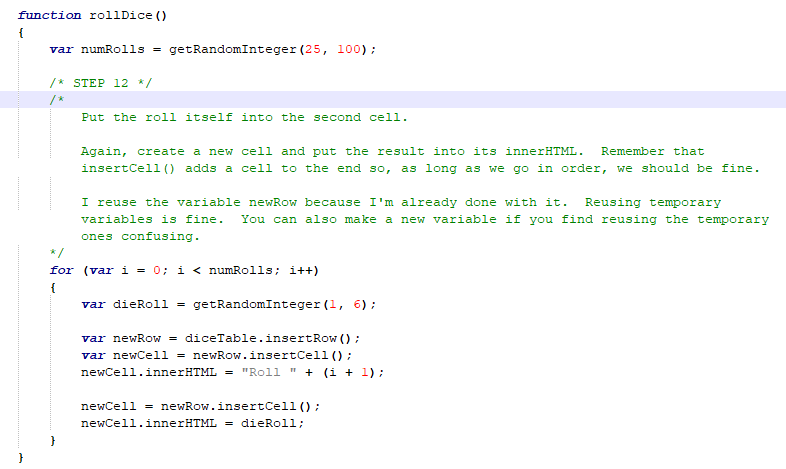 function rollDice()
{
    var numRolls = getRandomInteger(25, 100);

    /* STEP 12 */
    /*
        Put the roll itself into the second cell.

        Again, create a new cell and put the result into its innerHTML.  Remember that
        insertCell() adds a cell to the end so, as long as we go in order, we should be fine.

        I reuse the variable newRow because I'm already done with it.  Reusing temporary
        variables is fine.  You can also make a new variable if you find reusing the temporary
        ones confusing.
    */
    for (var i = 0; i < numRolls; i++)
    {
        var dieRoll = getRandomInteger(1, 6);

        var newRow = diceTable.insertRow();
        var newCell = newRow.insertCell();
        newCell.innerHTML = "Roll " + (i + 1);

        newCell = newRow.insertCell();
        newCell.innerHTML = dieRoll;
    }
}